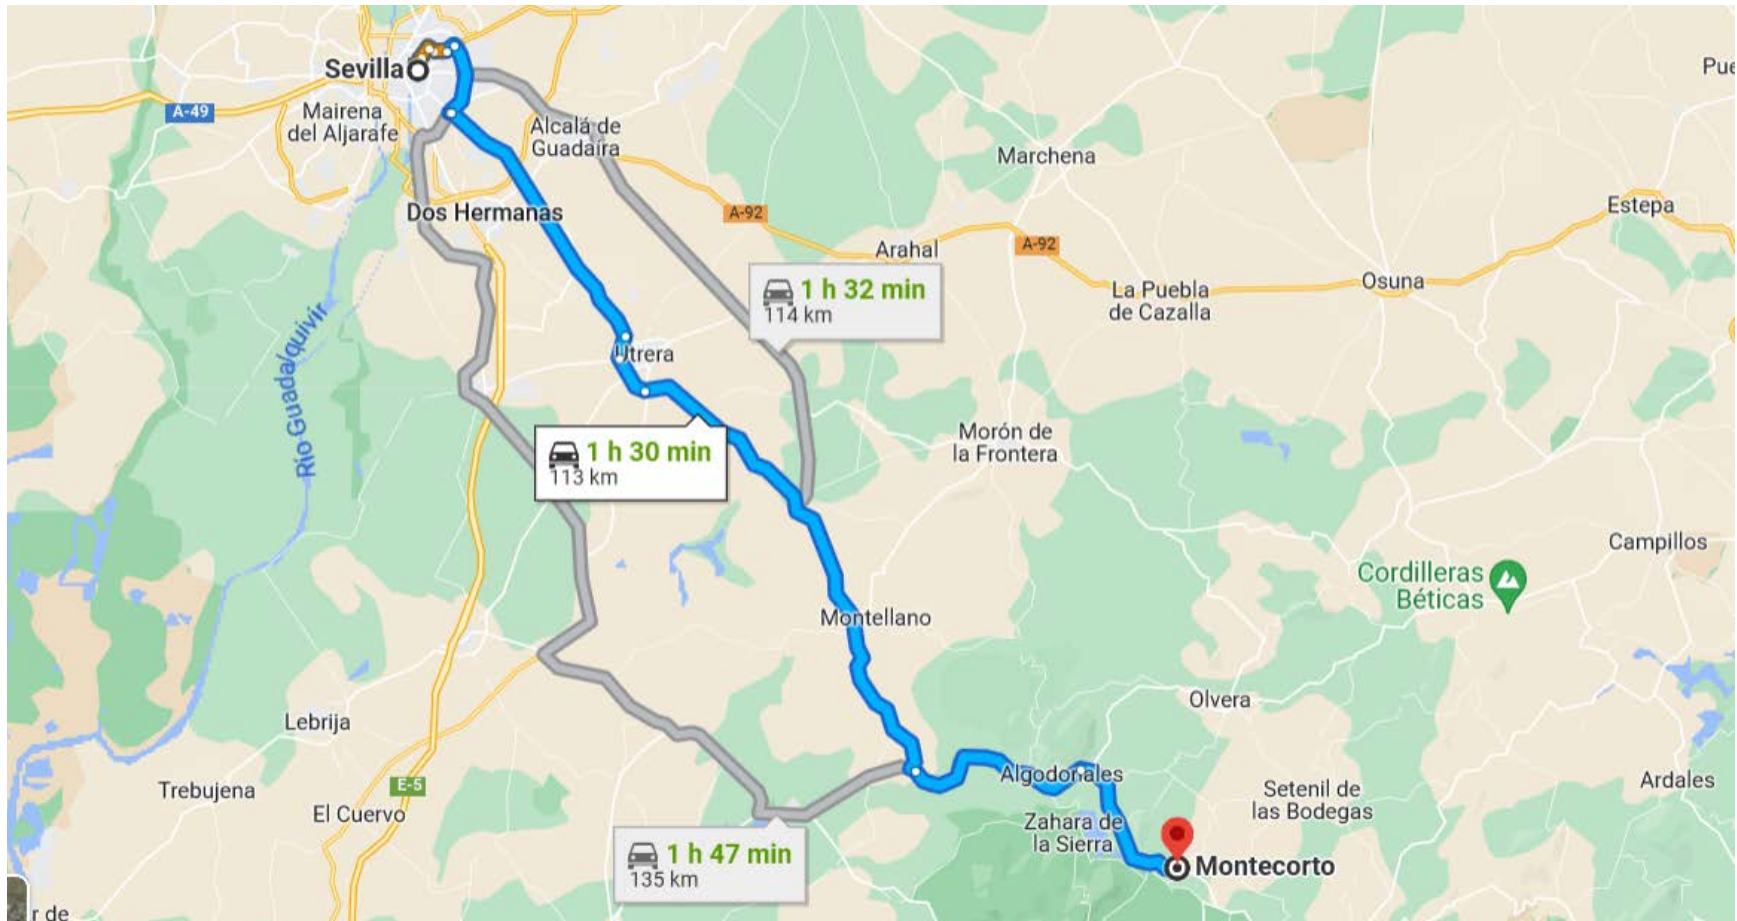 Sevilla
Pue
A-49
Mairena
del Aljarafe
Alcalá de
Guadaíra
Marchena
Dos Hermanas
A-92
Estepa
Arahal
A-92
1 h 32 min
114 km
La Puebla
de Cazalla
Osuna
Río Guadalquivir
Utrera
1 h 30 min
113 km
Morón de
la Frontera
Campillos
Cordilleras
Béticas
Montellano
Olvera
Lebrija
Algodonales
Ardales
Trebujena
E-5
Setenil de
las Bodegas
El Cuervo
Zahara de
la Sierra
1 h 47 min
135 km
Montecorto
r de